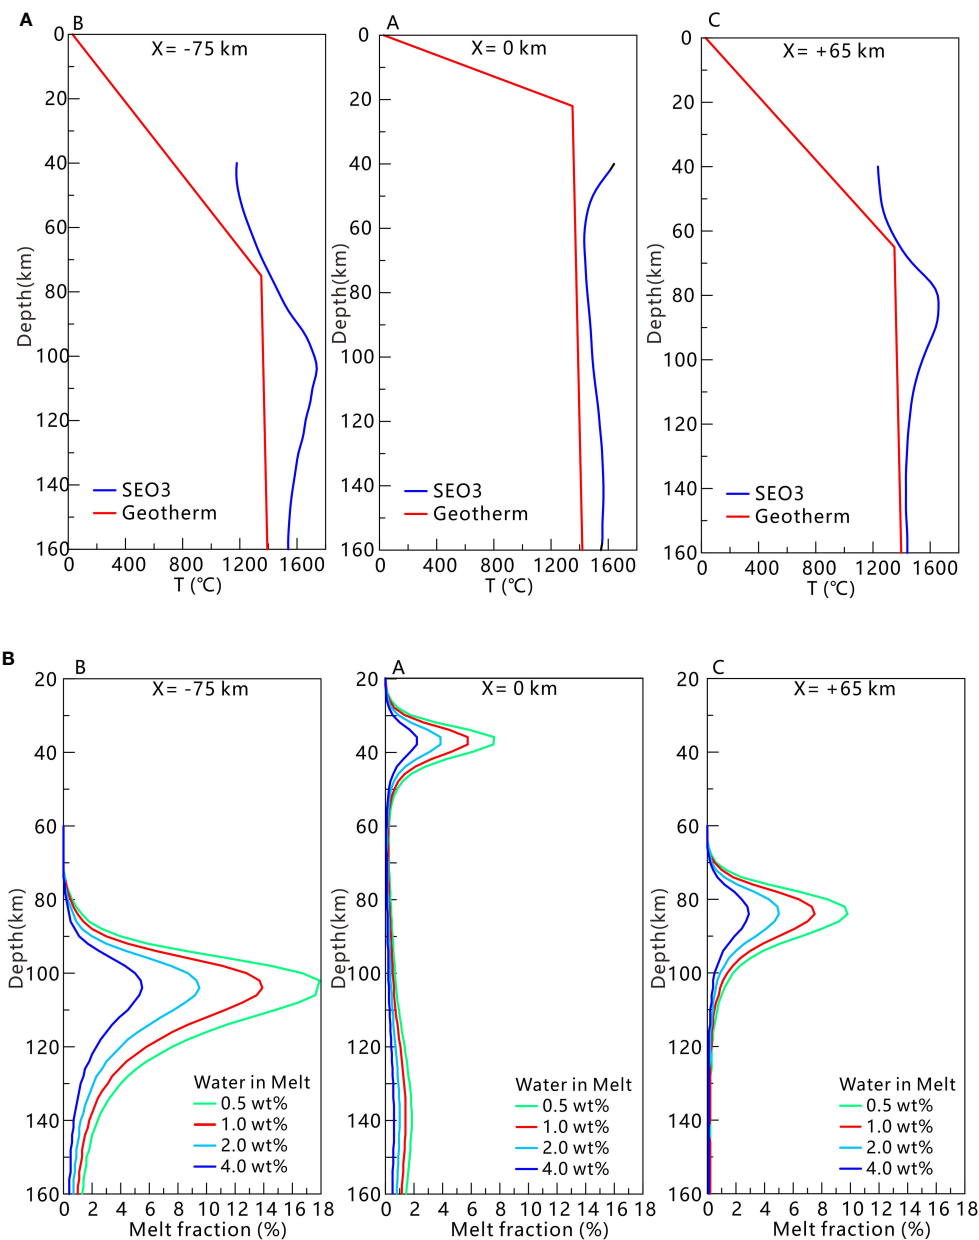 A
B
X= -75 km
0
20
40
60
80
100
120
140
160
Depth(km)
SEO3
Geotherm
0 400 800 1200 1600
T (℃)
A
X= 0 km
0
20
40
60
80
100
120
140
160
Depth(km)
SEO3
Geotherm
0 400 800 1200 1600
T (℃)
C
X= +65 km
0
20
40
60
80
100
120
140
160
Depth(km)
SEO3
Geotherm
0 400 800 1200 1600
T (℃)
B
B
X= -75 km
20
40
60
80
100
120
140
160
Depth(km)
Water in Melt
0.5 wt%
1.0 wt%
2.0 wt%
4.0 wt%
0 2 4 6 8 10 12 14 16 18
Melt fraction (%)
A
X= 0 km
20
40
60
80
100
120
140
160
Depth(km)
Water in Melt
0.5 wt%
1.0 wt%
2.0 wt%
4.0 wt%
0 2 4 6 8 10 12 14 16 18
Melt fraction (%)
C
X= +65 km
20
40
60
80
100
120
140
160
Depth(km)
Water in Melt
0.5 wt%
1.0 wt%
2.0 wt%
4.0 wt%
0 2 4 6 8 10 12 14 16 18
Melt fraction (%)